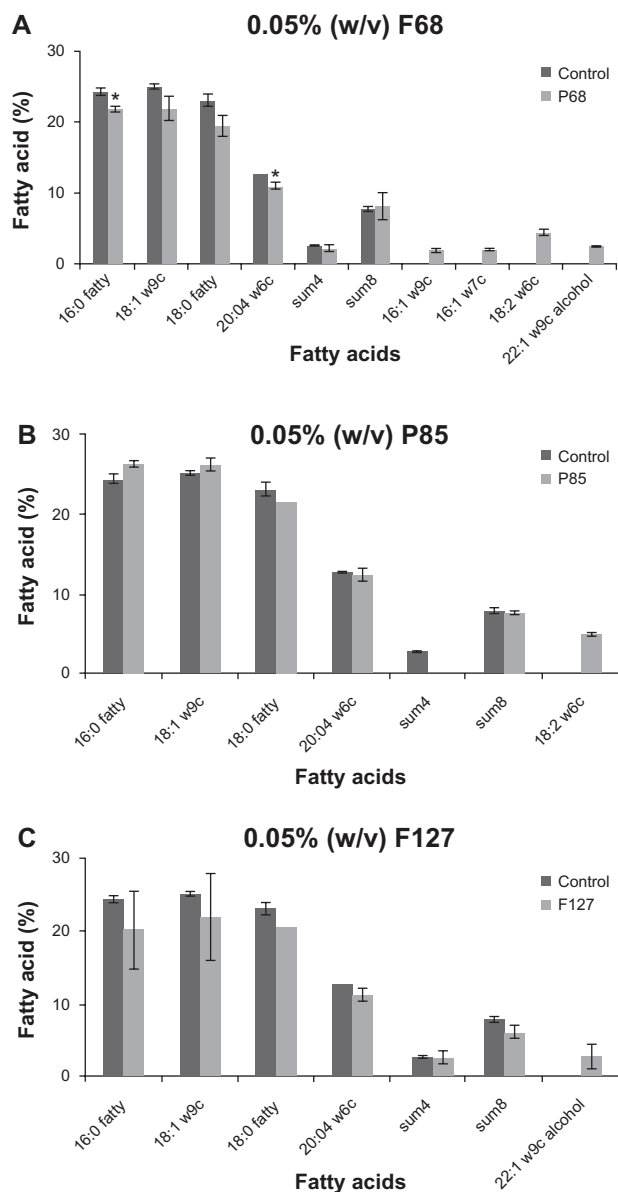 A
0.05% (w/v) F68
30
20
10
0
Fatty acid (%)
*
*
Control
P68
16:0 fatty
18:1 w9c
18:0 fatty
20:04 w6c
sum4
sum8
16:1 w9c
16:1 w7c
18:2 w6c
22:1 w9c alcohol
Fatty acids
B
0.05% (w/v) P85
30
20
10
0
Fatty acid (%)
Control
P85
16:0 fatty
18:1 w9c
18:0 fatty
20:04 w6c
sum4
sum8
18:2 w6c
Fatty acids
C
0.05% (w/v) F127
30
20
10
0
Fatty acid (%)
Control
F127
16:0 fatty
18:1 w9c
18:0 fatty
20:04 w6c
sum4
sum8
22:1 w9c alcohol
Fatty acids